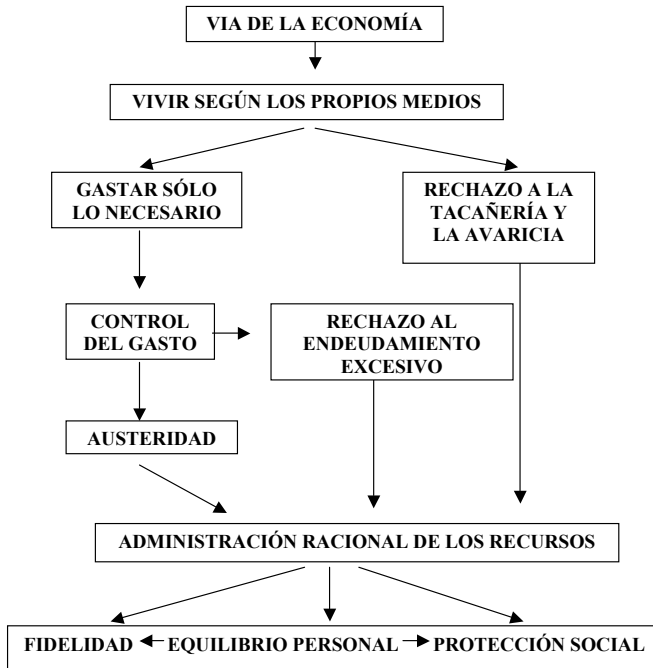 VIA DE LA ECONOMÍA
VIVIR SEGÚN LOS PROPIOS MEDIOS
GASTAR SÓLO
LO NECESARIO
RECHAZO A LA
TACAÑERÍA Y
LA AVARICIA
CONTROL
DEL GASTO
RECHAZO AL
ENDEUDAMIENTO
EXCESIVO
AUSTERIDAD
ADMINISTRACIÓN RACIONAL DE LOS RECURSOS
FIDELIDAD EQUILIBRIO PERSONAL PROTECCIÓN SOCIAL